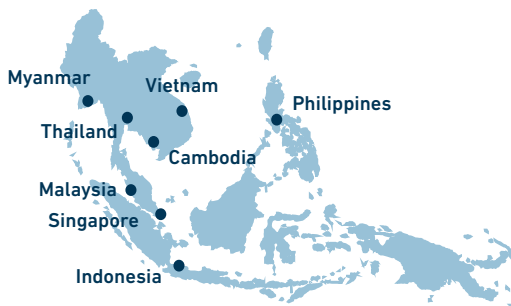 Myanmar
Vietnam
Philippines
Thailand
Cambodia
Malaysia
Singapore
Indonesia